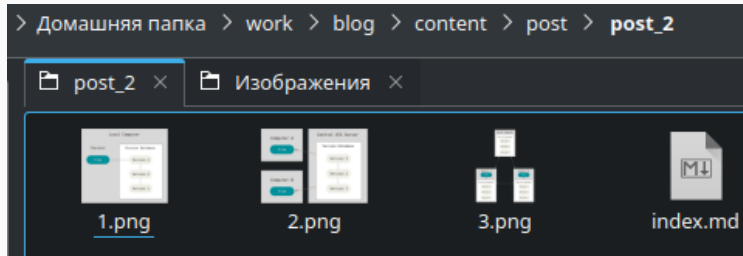 > Домашняя папка > work > blog > content > post > post_2
post_2 × Изображения ×
1.png 2.png 3.png index.md